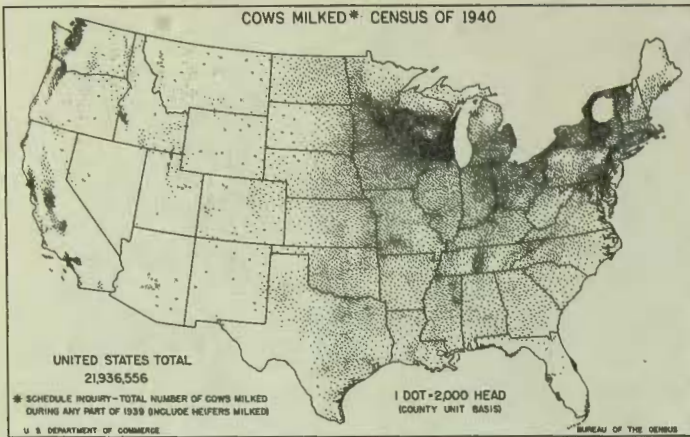 COWS MILKED* CENSUS OF 1940
UNITED STATES TOTAL
21,936,556
* SCHEDULE INQUIRY-TOTAL NUMBER OF COWS MILKED
DURING ANY PART OF 1939 (INCLUDE HEIFERS MILKED)
1 DOT=2,000 HEAD
(COUNTY UNIT BASIS)
U. S. DEPARTMENT OF COMMERCE
BUREAU OF THE CENSUS